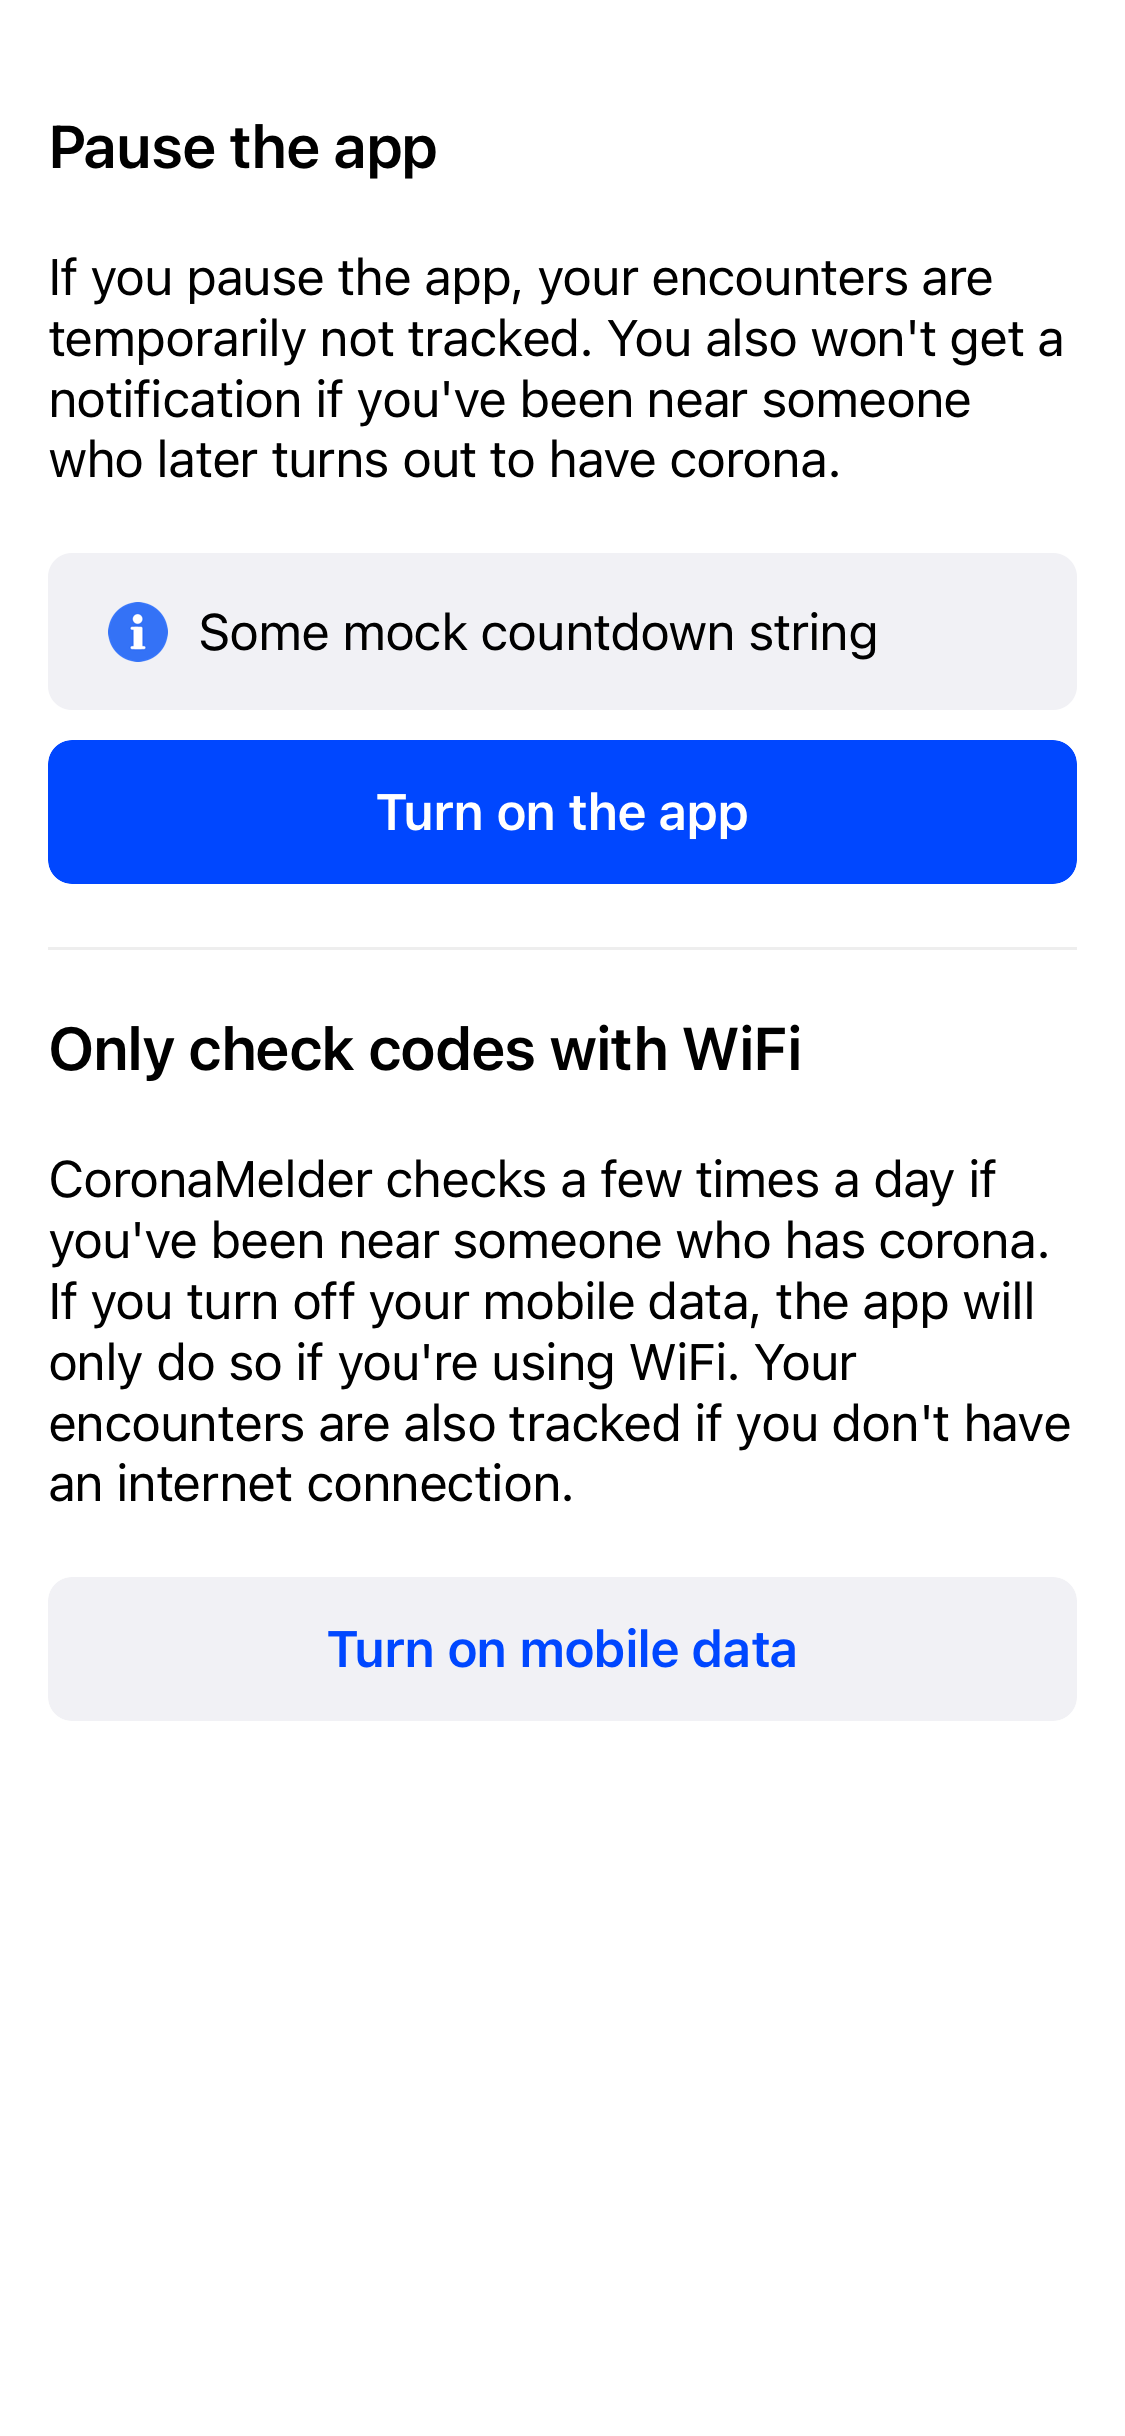 Pause the app
If you pause the app, your encounters are
temporarily not tracked. You also won't get a
notification if you've been near someone
who later turns out to have corona.
Some mock countdown string
Turn on the app
Only check codes with WiFi
CoronaMelder checks a few times a day if
you've been near someone who has corona.
If you turn off your mobile data, the app will
only do so if you're using WiFi. Your
encounters are also tracked if you don't have
an internet connection.
Turn on mobile data